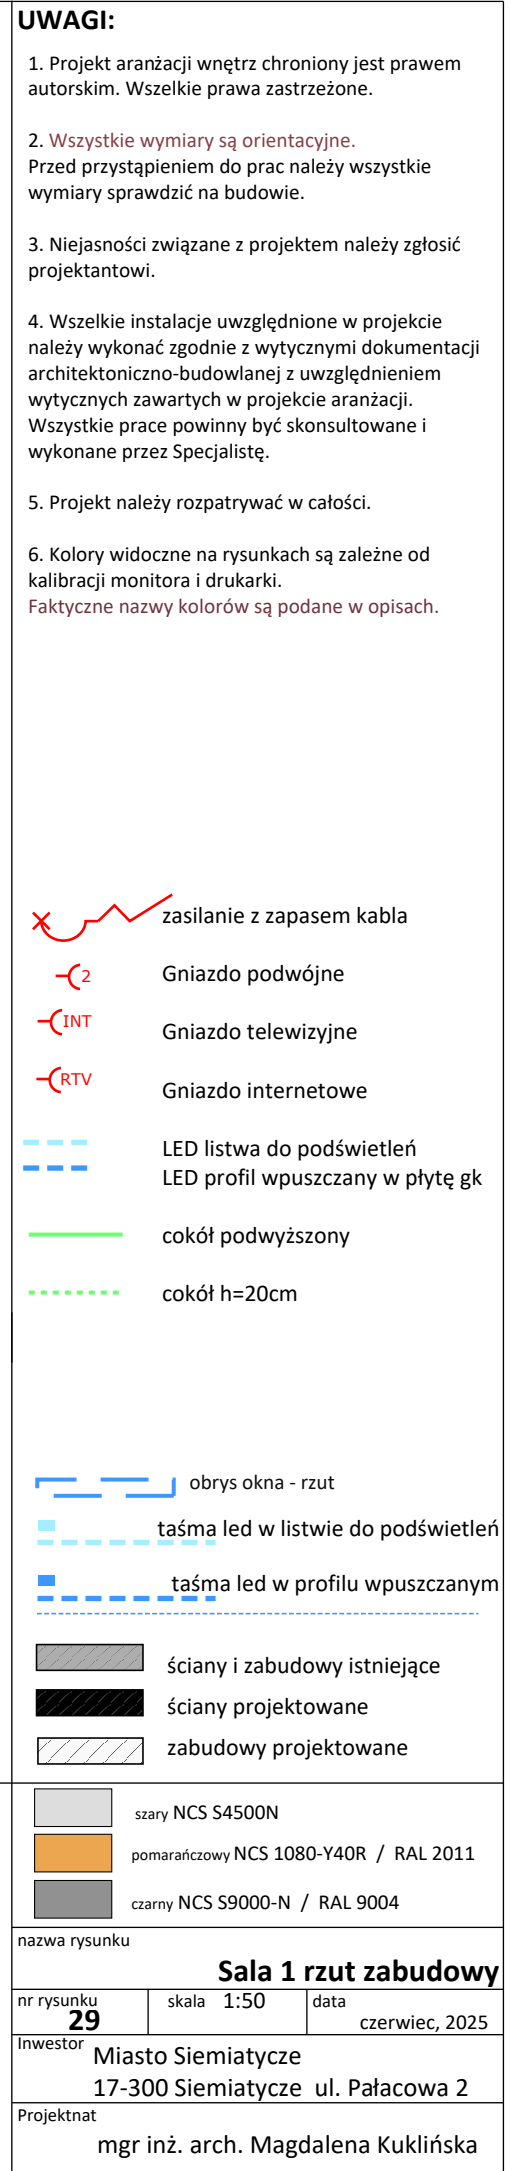 UWAGI:
1. Projekt aranżacji wnętrz chroniony jest prawem
autorskim. Wszelkie prawa zastrzeżone.
2. Wszystkie wymiary są orientacyjne.
Przed przystąpieniem do prac należy wszystkie
wymiary sprawdzić na budowie.
3. Niejasności związane z projektem należy zgłosić
projektantowi.
4. Wszelkie instalacje uwzględnione w projekcie
należy wykonać zgodnie z wytycznymi dokumentacji
architektoniczno-budowlanej z uwzględnieniem
wytycznych zawartych w projekcie aranżacji.
Wszystkie prace powinny być skonsultowane i
wykonane przez Specjalistę.
5. Projekt należy rozpatrywać w całości.
6. Kolory widoczne na rysunkach są zależne od
kalibracji monitora i drukarki.
Faktyczne nazwy kolorów są podane w opisach.
zasilanie z zapasem kabla
2 Gniazdo podwójne
INT Gniazdo telewizyjne
RTV Gniazdo internetowe
LED listwa do podświetleń
LED profil wpuszczany w płytę gk
cokół podwyższony
cokół h=20cm
obrys okna - rzut
taśma led w listwie do podświetleń
taśma led w profilu wpuszczanym
ściany i zabudowy istniejące
ściany projektowane
zabudowy projektowane
szary NCS S4500N
pomarańczowy NCS 1080-Y40R / RAL 2011
czarny NCS S9000-N / RAL 9004
nazwa rysunku
Sala 1 rzut zabudowy
nr rysunku
29
skala 1:50
data
czerwiec, 2025
Inwestor
Miasto Siemiatycze
17-300 Siemiatycze ul. Pałacowa 2
Projektnat
mgr inż. arch. Magdalena Kuklińska